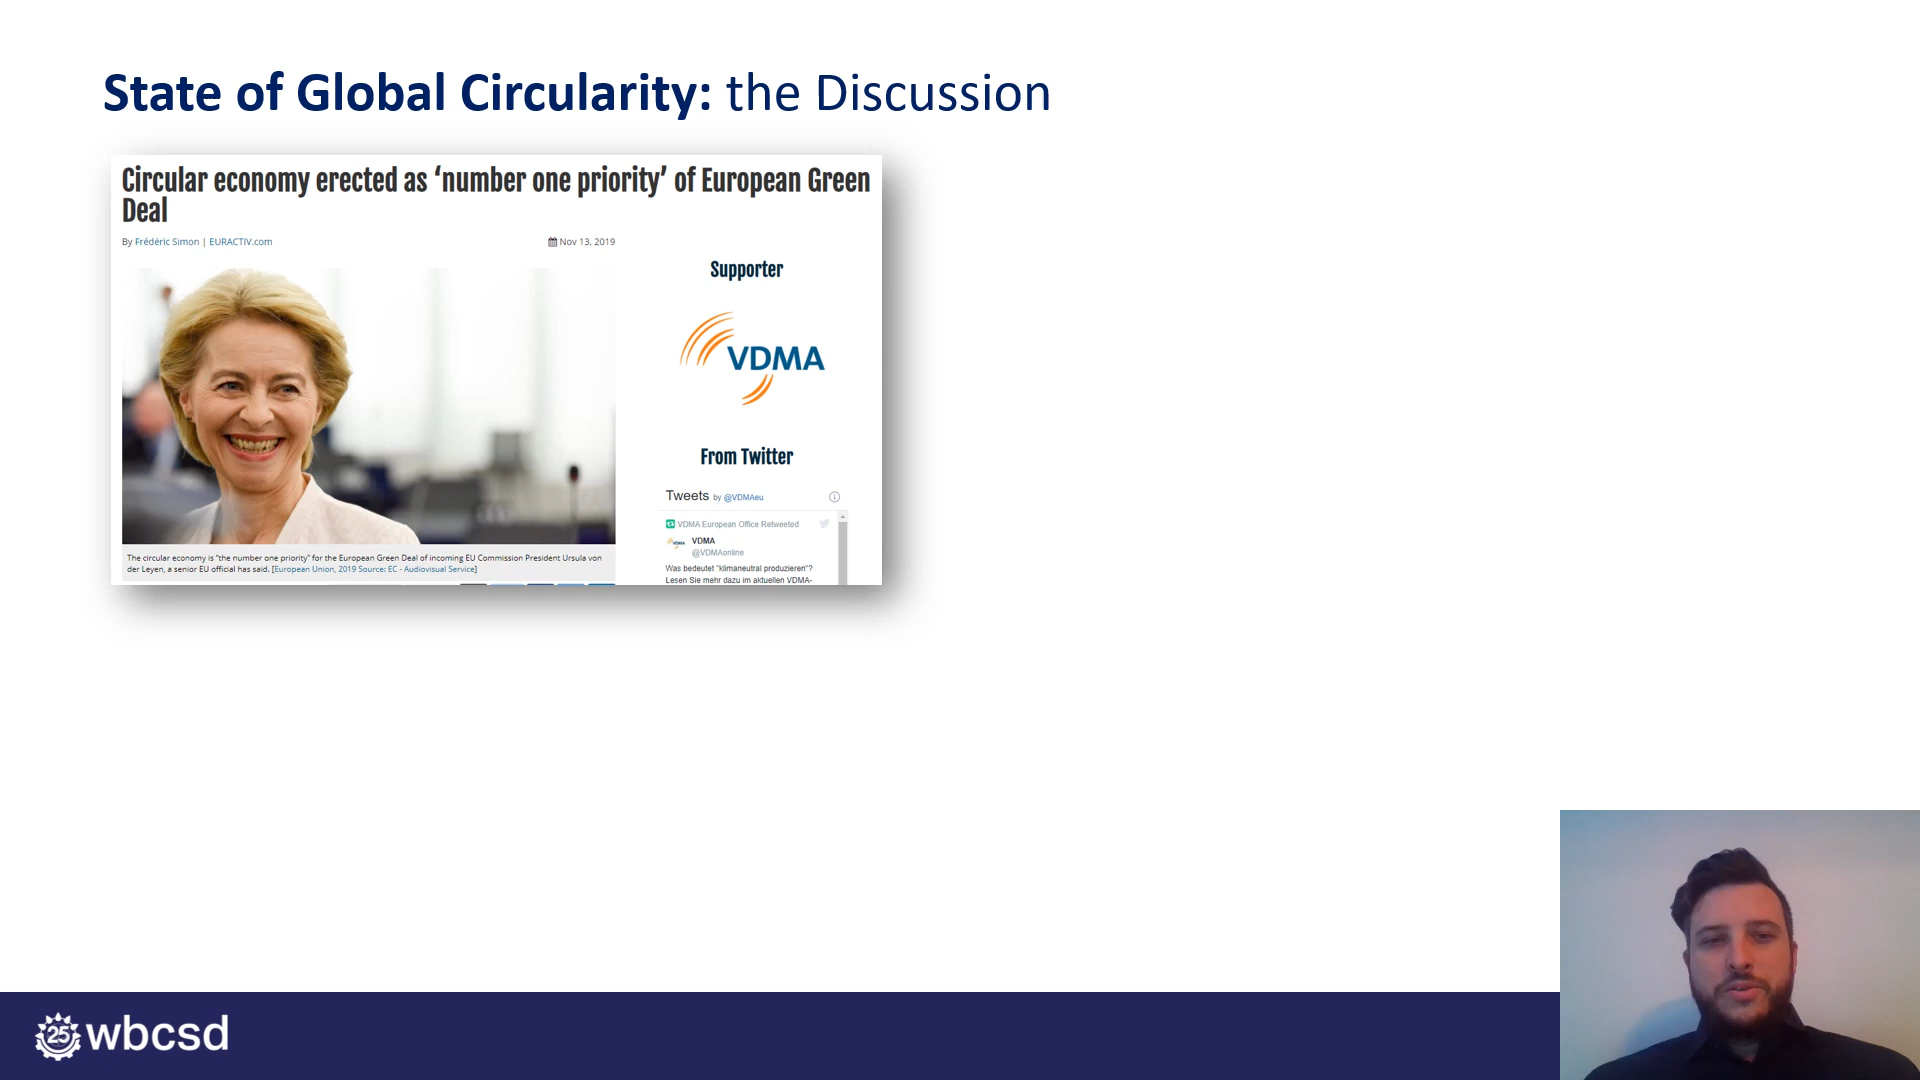 State of Global Circularity: the Discussion
Circular economy erected as ‘number one priority’ of European Green
Deal
By Frédéric Simon | EURACTIV.com
Nov 13, 2019
Supporter
VDMA
From Twitter
Tweets by @VDMAeu
VDMA European Office Retweeted
VDMA
@VDMAonline
Was bedeutet "klimaneutral produzieren"?
Lesen Sie mehr dazu im aktuellen VDMA-
The circular economy is "the number one priority" for the European Green Deal of incoming EU Commission President Ursula von
der Leyen, a senior EU official has said. [European Union, 2019 Source: EC - Audiovisual Service]
25 wbcsd